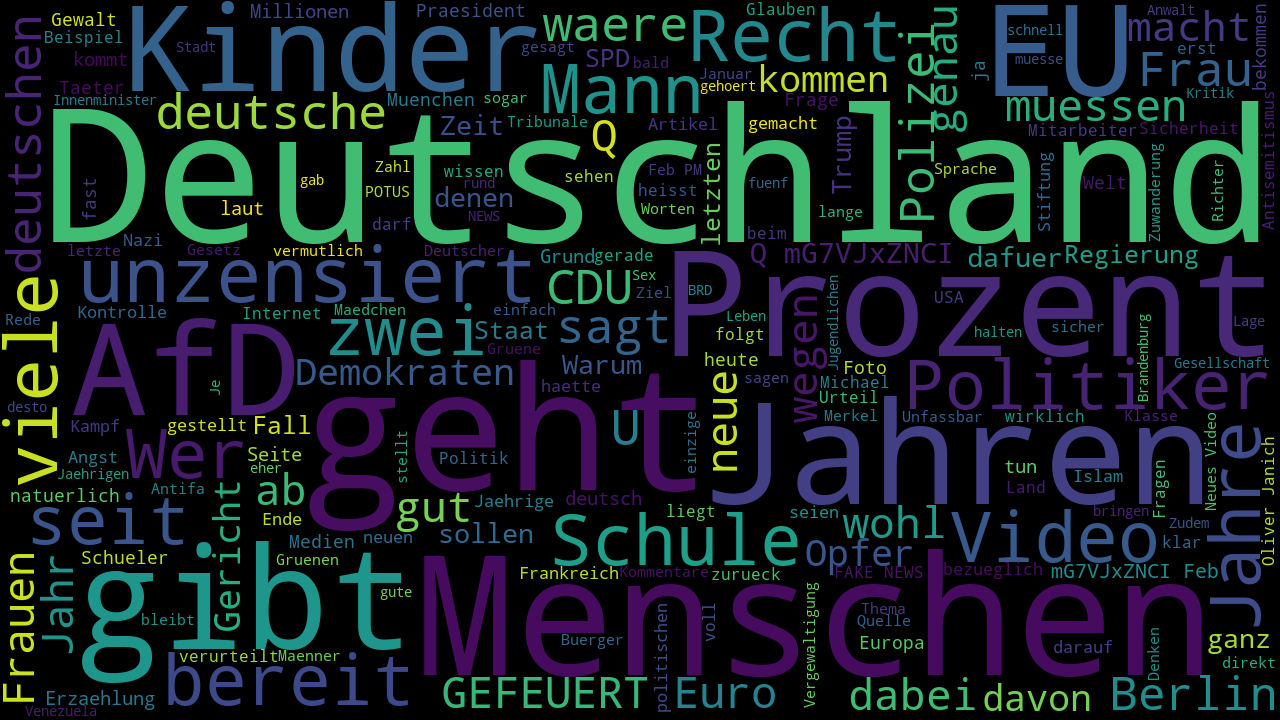 Gewalt
Millionen
Praesident
Kinder
waere
Glauben
Recht
Anwalt
EU
macht
Beispiel
Stadt
gesagt
SPD
bald
Mann
Polizei
genau
ja
schnell
muesse
erst
Frau
bekommen
kommt
Taeter
Innenminister
deutschen
deutsche
Muenchen
sogar
Januar
gehoert
kommen
Frage
muessen
Kritik
Zeit
Tribunale
Q
Artikel
gemacht
Trump
Mitarbeiter
Sicherheit
Antisemitismus
Deutschland
fast
gab
Zahl
POTUS
laut
wissen
rund
denen
NEWS
darf
sehen
Feb PM
heisst
Worten
letzten
fuenf
lange
Sprache
Stiftung
Welt
Zuwanderung
Richter
letzte
Nazi
Gesetz
vermutlich
Deutscher
beim
Grund
gerade
Q mG7VJxZNCI
dafuer
Regierung
unzensiert
CDU
Sex
Ziel
BRD
Prozent
USA
viele
Rede
Kontrolle
Internet
Maedchen
einfach
zwei
Staat
Gruene
sagt
Leben
folgt
wegen
Jugendlichen
halten
sicher
Brandenburg
Lage
AfD
Je
Demokraten
haette
Warum
heute
sagen
Foto
Michael
Urteil
Politiker
Gesellschaft
desto
Kampf
gestellt
Fall
geht
U
einzige
neue
Merkel
Unfassbar
wirklich
Klasse
Jahren
Wer
Angst
Jaehrigen
Seite
eher
stellt
Politik
tun
Land
Islam
Fragen
Neues Video
Jahre
Oliver Janich
natuerlich
Antifa
ab
gut
Jaehrige
deutsch
liegt
seien
bringen
seit
Gericht
Ende
Medien
neuen
sollen
Schule
wohl
Video
Zudem
klar
Frauen
Jahr
Schueler
Gruenen
Opfer
gibt
gute
Frankreich
Kommentare
zurueck
FAKE NEWS
bezueglich
mG7VJxZNCI Feb
bleibt
Menschen
Vergewaltigung
Thema
Quelle
Europa
Buerger
politischen
voll
darauf
Denken
ganz
direkt
verurteilt
Maenner
Erzaehlung
Venezuela
bereit
GEFEUERT
Euro
dabei
davon
Berlin